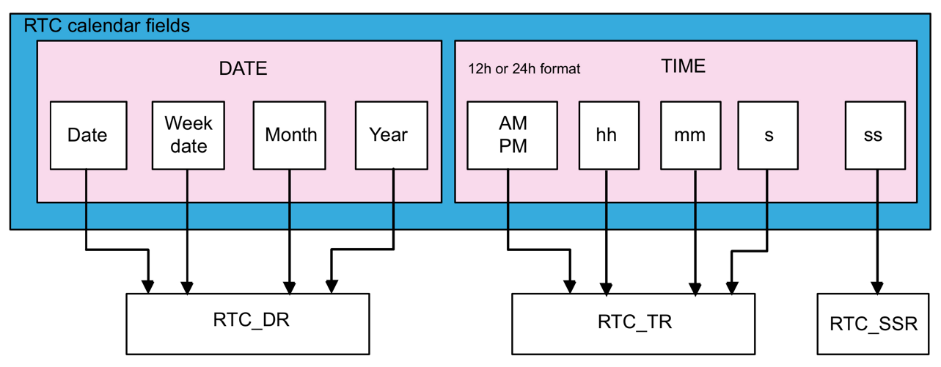 RTC calendar fields
DATE
12h or 24h format
TIME
Date
Week
date
Month
Year
AM
PM
hh
mm
s
ss
RTC_DR
RTC_TR
RTC_SSR